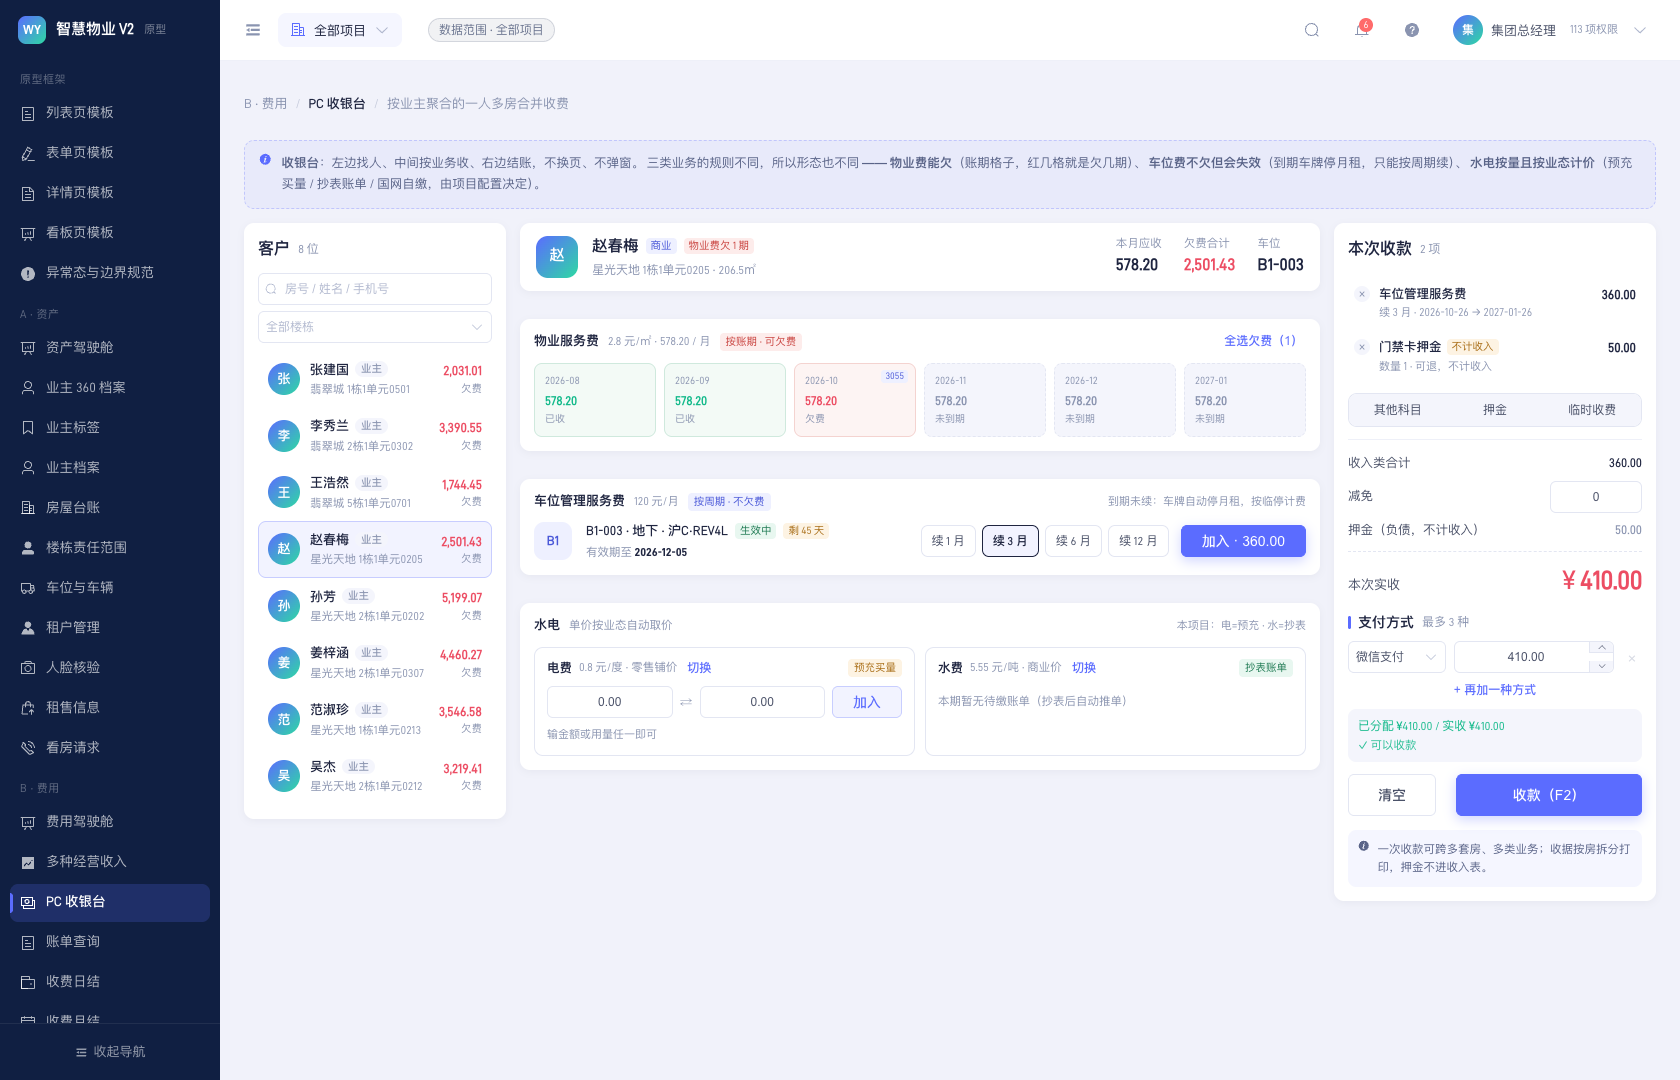 WY 智慧物业 V2 原型
原型框架
列表页模板
表单页模板
详情页模板
看板页模板
异常态与边界规范
A · 资产
资产驾驶舱
业主 360 档案
业主标签
业主档案
房屋台账
楼栋责任范围
车位与车辆
租户管理
人脸核验
租售信息
看房请求
B · 费用
费用驾驶舱
多种经营收入
PC 收银台
账单查询
收费日结
收费月结
收起导航
全部项目
数据范围 · 全部项目
6
集 集团总经理 113 项权限
B · 费用 / PC 收银台 / 按业主聚合的一人多房合并收费
收银台：左边找人、中间按业务收、右边结账，不换页、不弹窗。三类业务的规则不同，所以形态也不同 —— 物业费能欠（账期格子，红几格就是欠几期）、车位费不欠但会失效（到期车牌停月租，只能按周期续）、水电按量且按业态计价（预充
买量 / 抄表账单 / 国网自缴，由项目配置决定）。
客户 8 位
房号 / 姓名 / 手机号
全部楼栋
张 张建国 业主 2,031.01
翡翠城 1栋1单元0501 欠费
李 李秀兰 业主 3,390.55
翡翠城 2栋1单元0302 欠费
王 王浩然 业主 1,744.45
翡翠城 5栋1单元0701 欠费
赵 赵春梅 业主 2,501.43
星光天地 1栋1单元0205 欠费
孙 孙芳 业主 5,199.07
星光天地 2栋1单元0202 欠费
姜 姜梓涵 业主 4,460.27
星光天地 2栋1单元0307 欠费
范 范淑珍 业主 3,546.58
星光天地 1栋1单元0213 欠费
吴 吴杰 业主 3,219.41
星光天地 2栋1单元0212 欠费
赵 赵春梅 商业 物业费欠 1 期
星光天地 1栋1单元0205 · 206.5㎡
本月应收 欠费合计 车位
578.20 2,501.43 B1-003
物业服务费 2.8 元/㎡ · 578.20 / 月 按账期 · 可欠费 全选欠费（1）
2026-08
578.20
已收
2026-09
578.20
已收
2026-10 3055
578.20
欠费
2026-11
578.20
未到期
2026-12
578.20
未到期
2027-01
578.20
未到期
车位管理服务费 120 元/月 按周期 · 不欠费 到期未续：车牌自动停月租，按临停计费
B1 B1-003 · 地下 · 沪C·REV4L 生效中 剩 45 天
有效期至 2026-12-05
续 1 月 续 3 月 续 6 月 续 12 月 加入 · 360.00
水电 单价按业态自动取价 本项目：电=预充 · 水=抄表
电费 0.8 元/度 · 零售铺价 切换 预充买量
0.00 0.00 加入
输金额或用量任一即可
水费 5.55 元/吨 · 商业价 切换 抄表账单
本期暂无待缴账单（抄表后自动推单）
本次收款 2 项
× 车位管理服务费 360.00
续 3 月 · 2026-10-26 → 2027-01-26
× 门禁卡押金 不计收入 50.00
数量 1 · 可退，不计收入
其他科目 押金 临时收费
收入类合计 360.00
减免 0
押金（负债，不计收入） 50.00
本次实收 ¥ 410.00
支付方式 最多 3 种
微信支付 410.00 ×
+ 再加一种方式
已分配 ¥410.00 / 实收 ¥410.00
✓ 可以收款
清空 收款（F2）
一次收款可跨多套房、多类业务；收据按房拆分打
印，押金不进收入表。